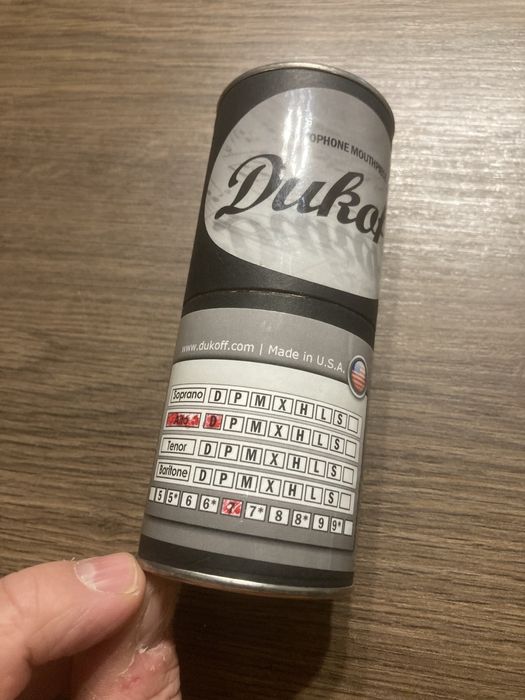 OPHONE MOUTHPIEC
Dukof
www.dukoff.com | Made in U.S.A.
Soprano D P M X H L S
Alto D P M X H L S
Tenor D P M X H L S
Baritone D P M X H L S
5 5* 6 6* 7 7* 8 8* 9 9*